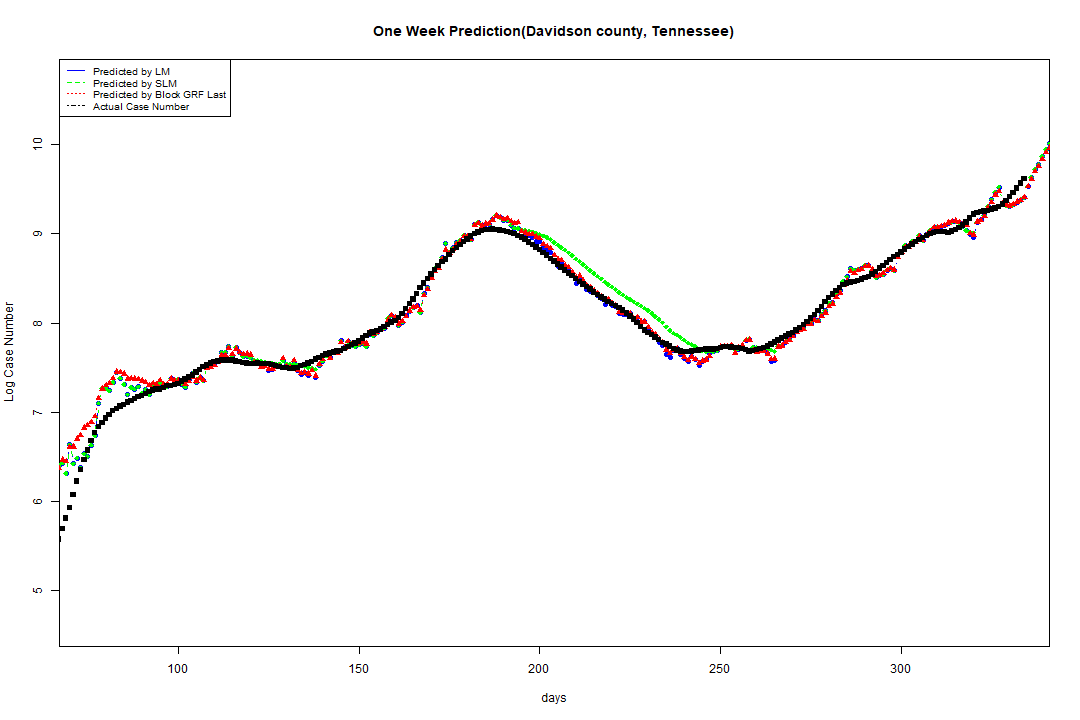 One Week Prediction(Davidson county, Tennessee)
Predicted by LM
Predicted by SLM
Predicted by Block GRF Last
Actual Case Number
10
9
8
7
6
5
Log Case Number
100 150 200 250 300
days